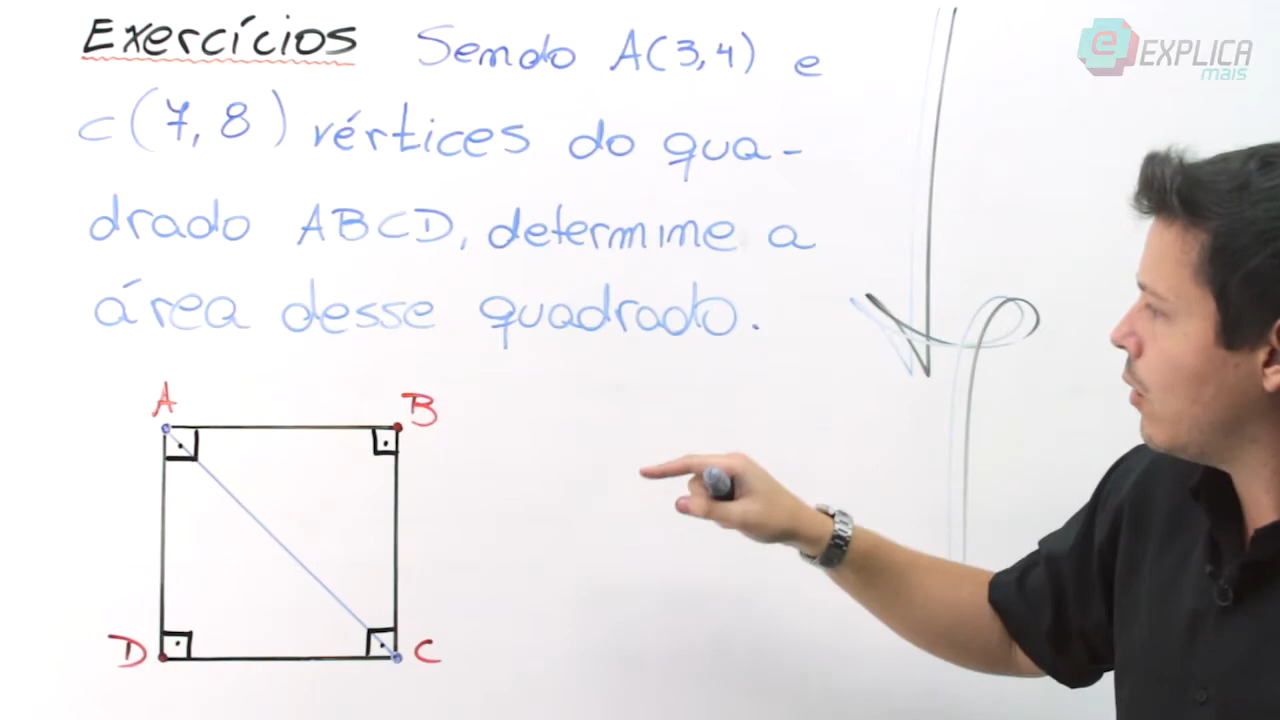 Exercícios Sendo A(3,4) e
C(7,8) vértices do qua-
drado ABCD, determine a
área desse quadrado.
e EXPLICA
mais
A
B
D
C